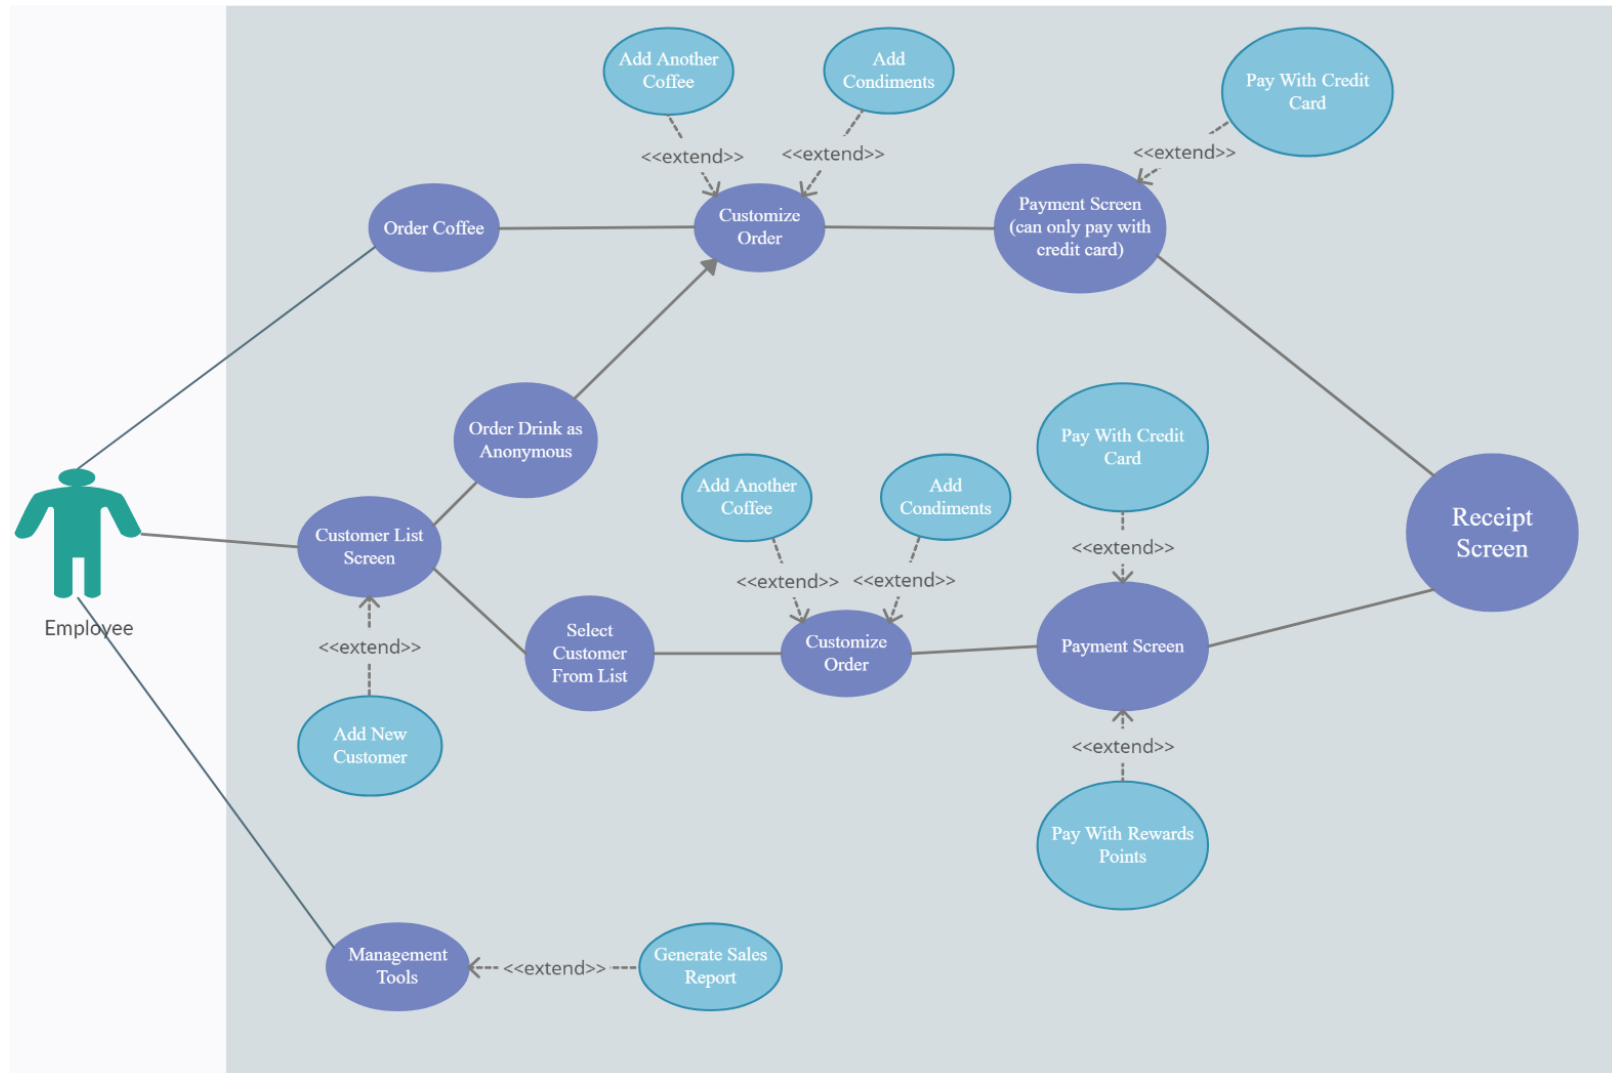 Add Another
Coffee
Add
Condiments
Pay With Credit
Card
<<extend>>
<<extend>>
<<extend>>
Order Coffee
Customize
Order
Payment Screen
(can only pay with
credit card)
Order Drink as
Anonymous
Pay With Credit
Card
Add Another
Coffee
Add
Condiments
Receipt
Screen
Customer List
Screen
<<extend>>
<<extend>>
<<extend>>
Employee
<<extend>>
Select
Customer
From List
Customize
Order
Payment Screen
Add New
Customer
<<extend>>
Pay With Rewards
Points
Management
Tools
<<extend>>
Generate Sales
Report